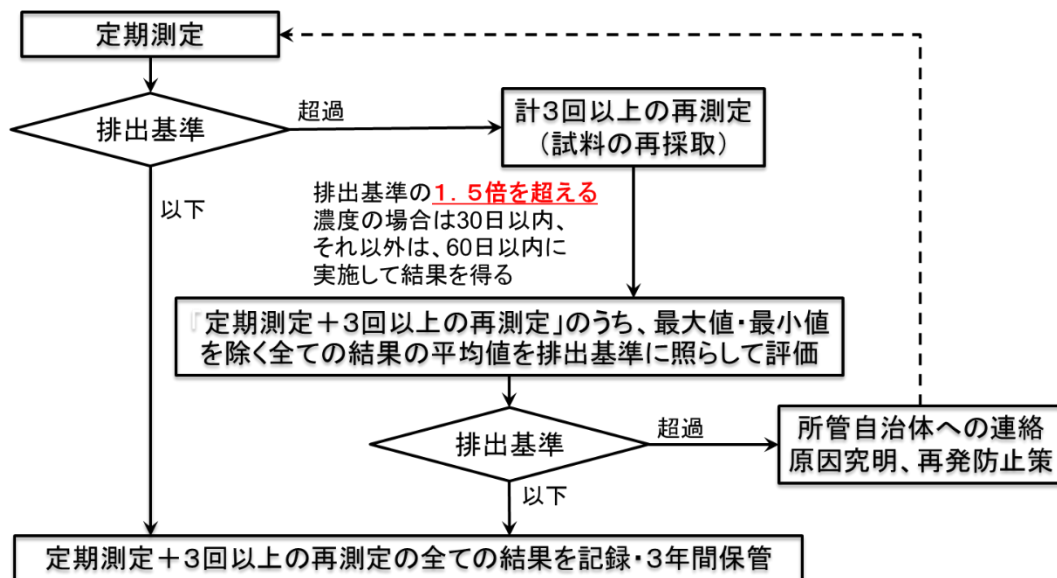 定期測定
排出基準
超過
計3回以上の再測定
(試料の再採取)
以下
排出基準の1.5倍を超える
濃度の場合は30日以内、
それ以外は、60日以内に
実施して結果を得る
『定期測定+3回以上の再測定」のうち、最大値・最小値
を除く全ての結果の平均値を排出基準に照らして評価
排出基準
超過
所管自治体への連絡
原因究明、再発防止策
以下
定期測定+3回以上の再測定の全ての結果を記録・3年間保管